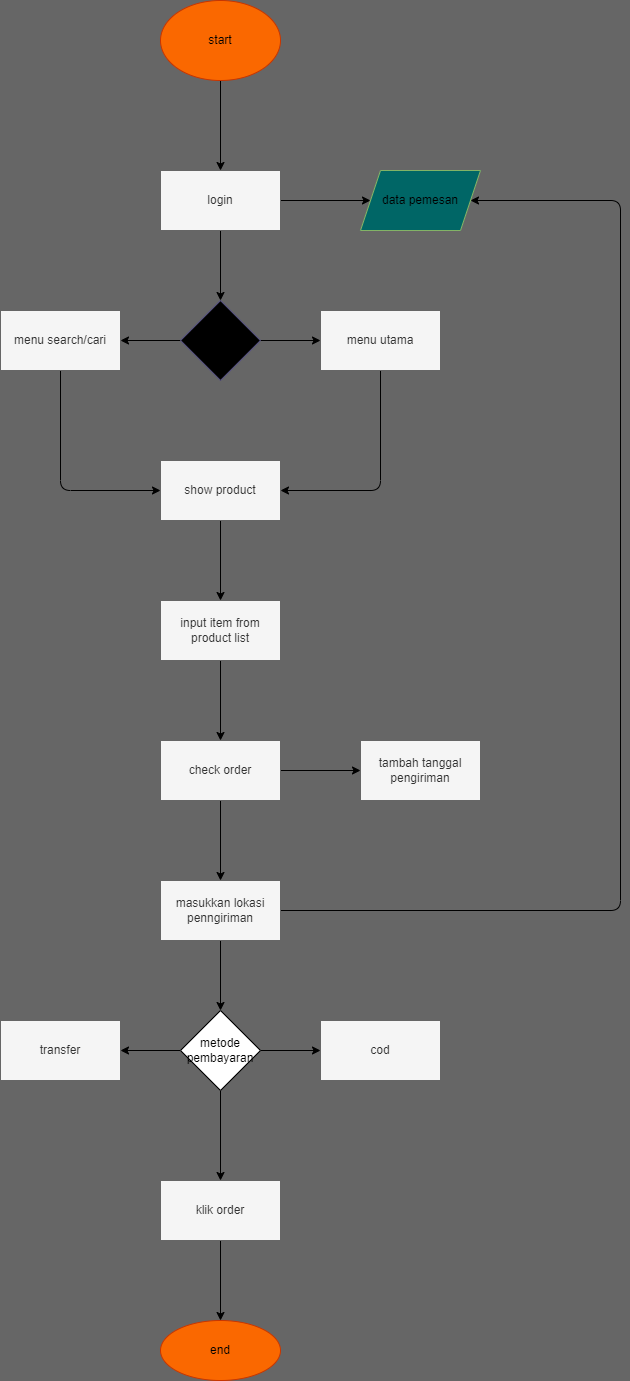 start
login
data pemesan
menu search/cari
menu utama
show product
input item from
product list
check order
tambah tanggal
pengiriman
masukkan lokasi
penngiriman
transfer
metode
pembayaran
cod
klik order
end